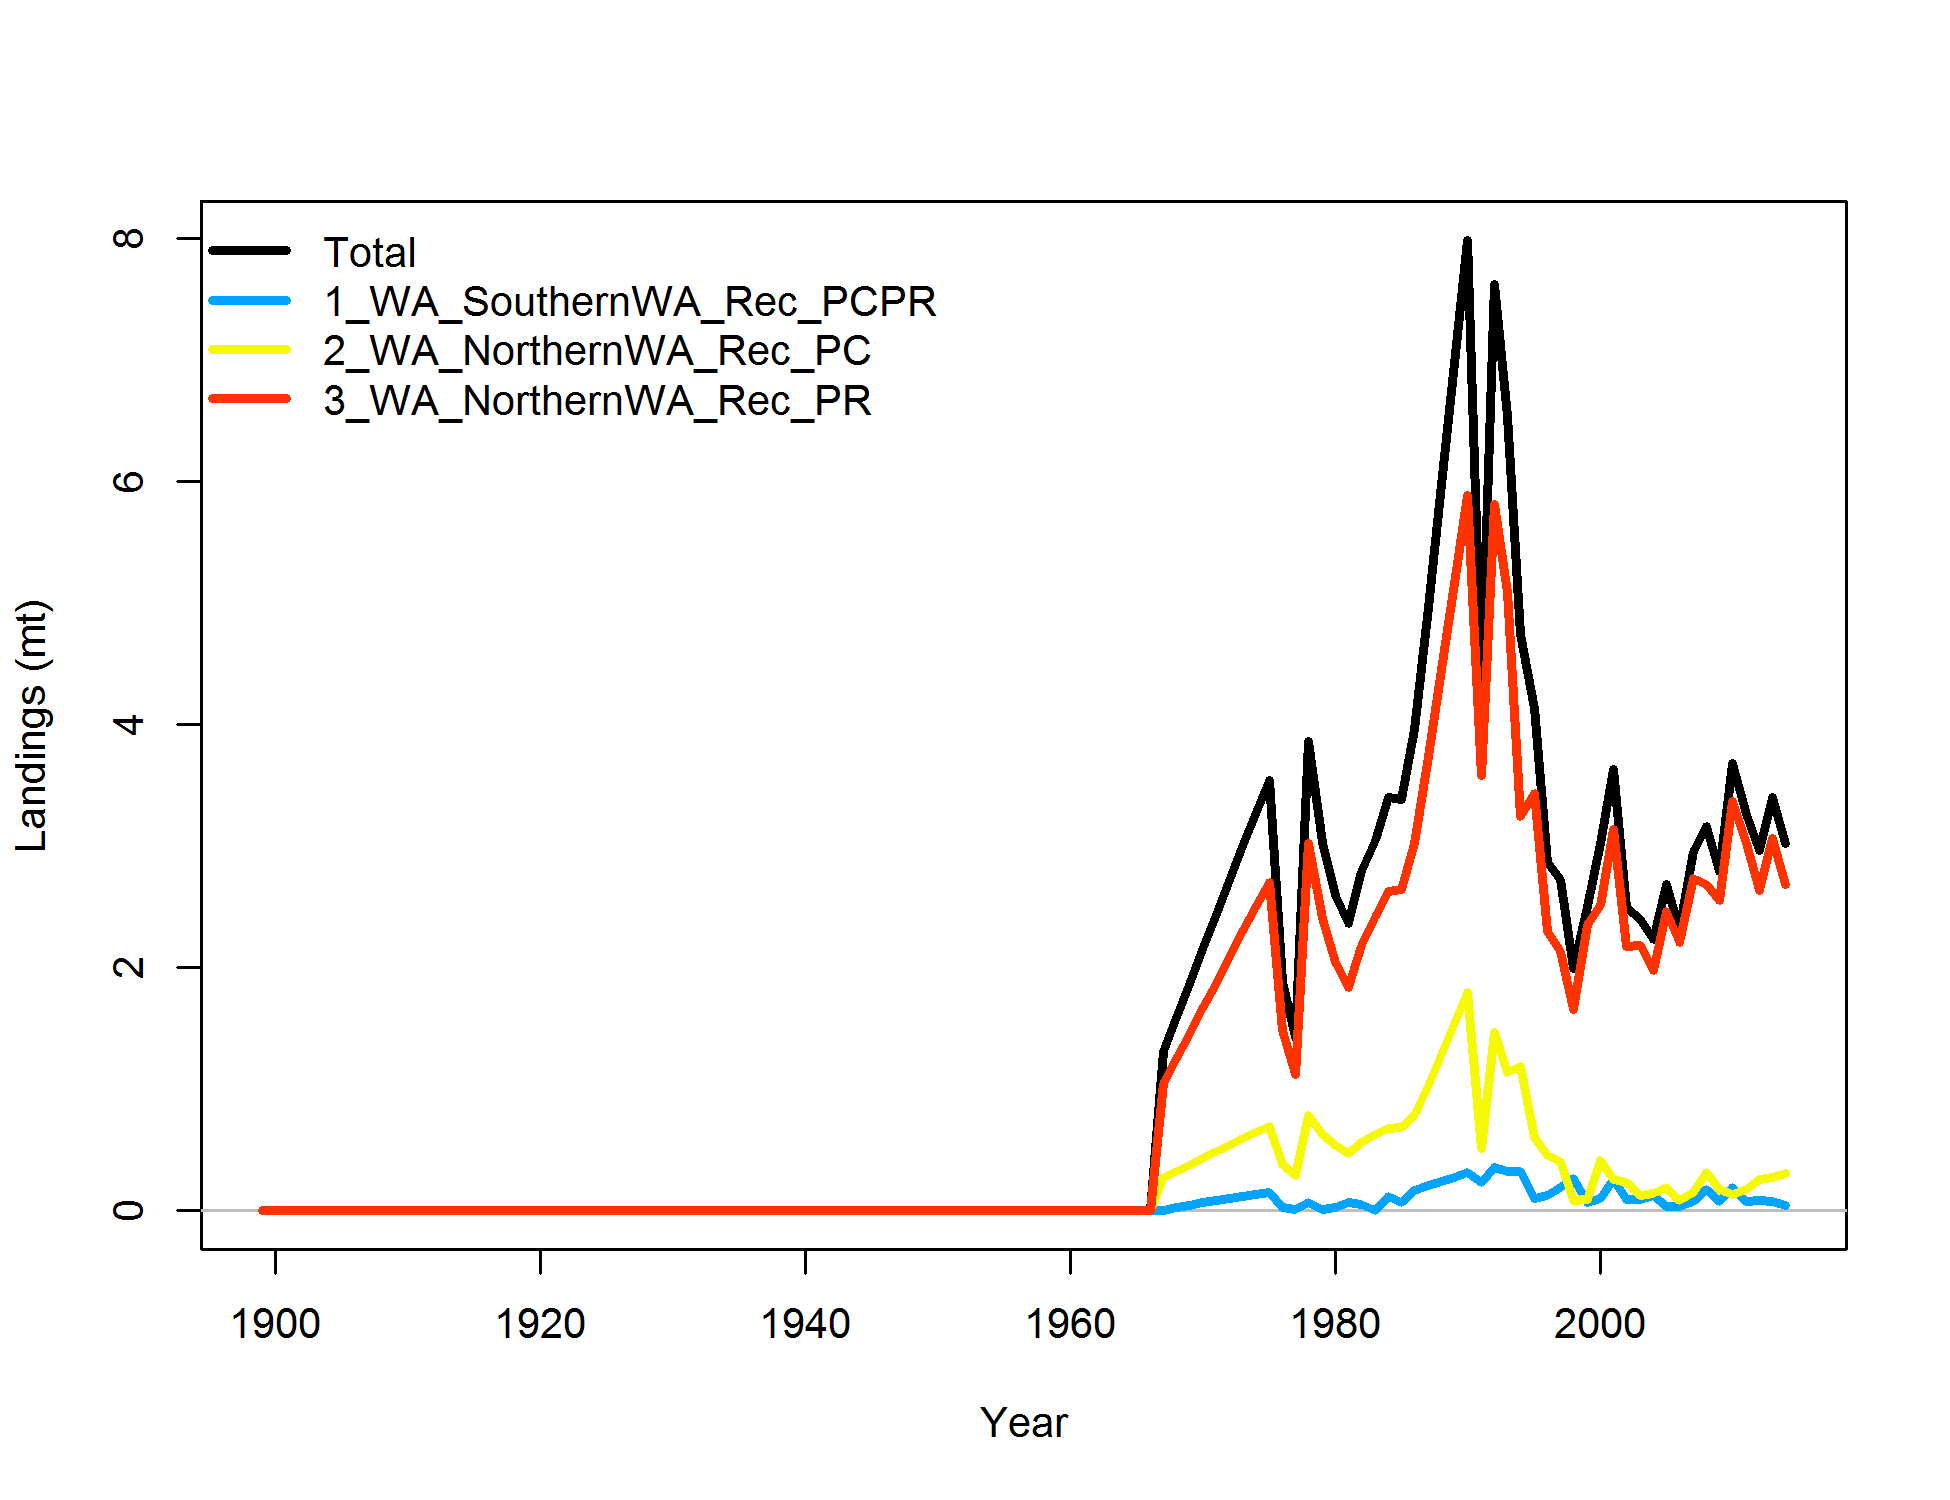 Total
1_WA_SouthernWA_Rec_PCPR
2_WA_NorthernWA_Rec_PC
3_WA_NorthernWA_Rec_PR
8
6
4
2
0
Landings (mt)
1900 1920 1940 1960 1980 2000
Year